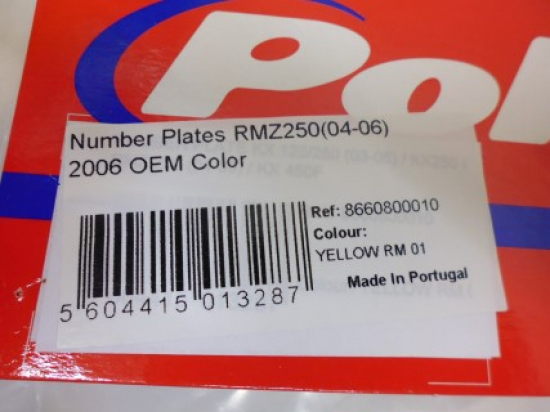 Pol
Number Plates RMZ250(04-06)
2006 OEM Color
Ref: 8660800010
Colour:
YELLOW RM 01
Made In Portugal
5 604415 013287